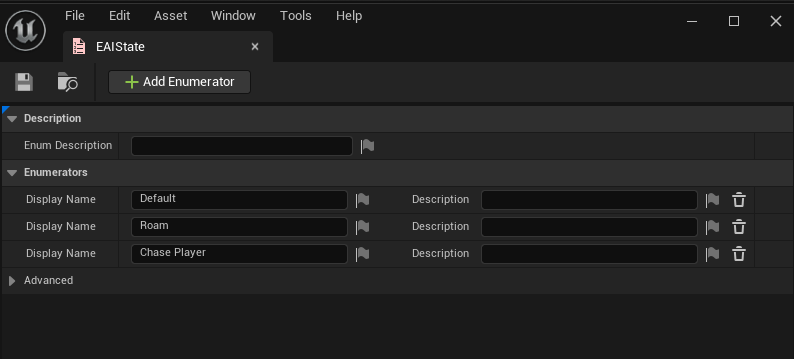 File Edit Asset Window Tools Help
EAIState
Add Enumerator
Description
Enum Description
Enumerators
Display Name Default Description
Display Name Roam Description
Display Name Chase Player Description
Advanced